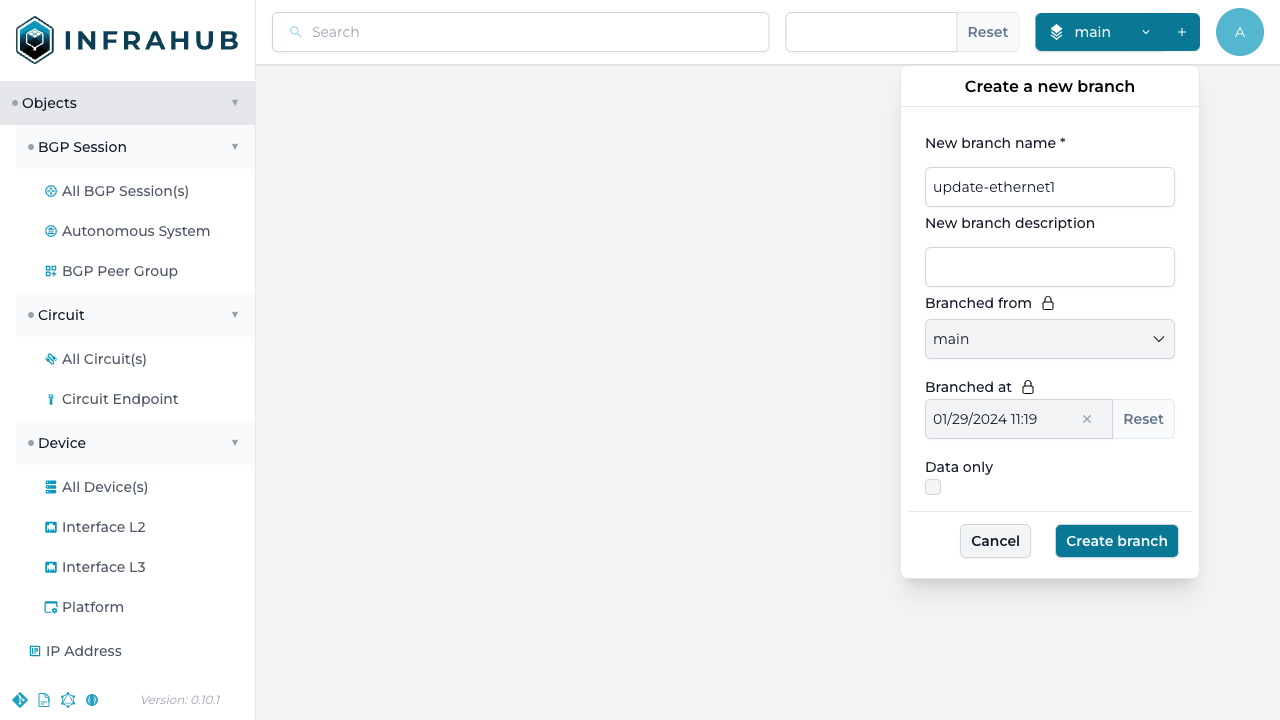 INFRAHUB
Search
Reset
main
A
Objects
BGP Session
All BGP Session(s)
Autonomous System
BGP Peer Group
Circuit
All Circuit(s)
Circuit Endpoint
Device
All Device(s)
Interface L2
Interface L3
Platform
IP Address
Version: 0.10.1
Create a new branch
New branch name *
update-ethernet1
New branch description
Branched from
main
Branched at
01/29/2024 11:19
Reset
Data only
Cancel
Create branch